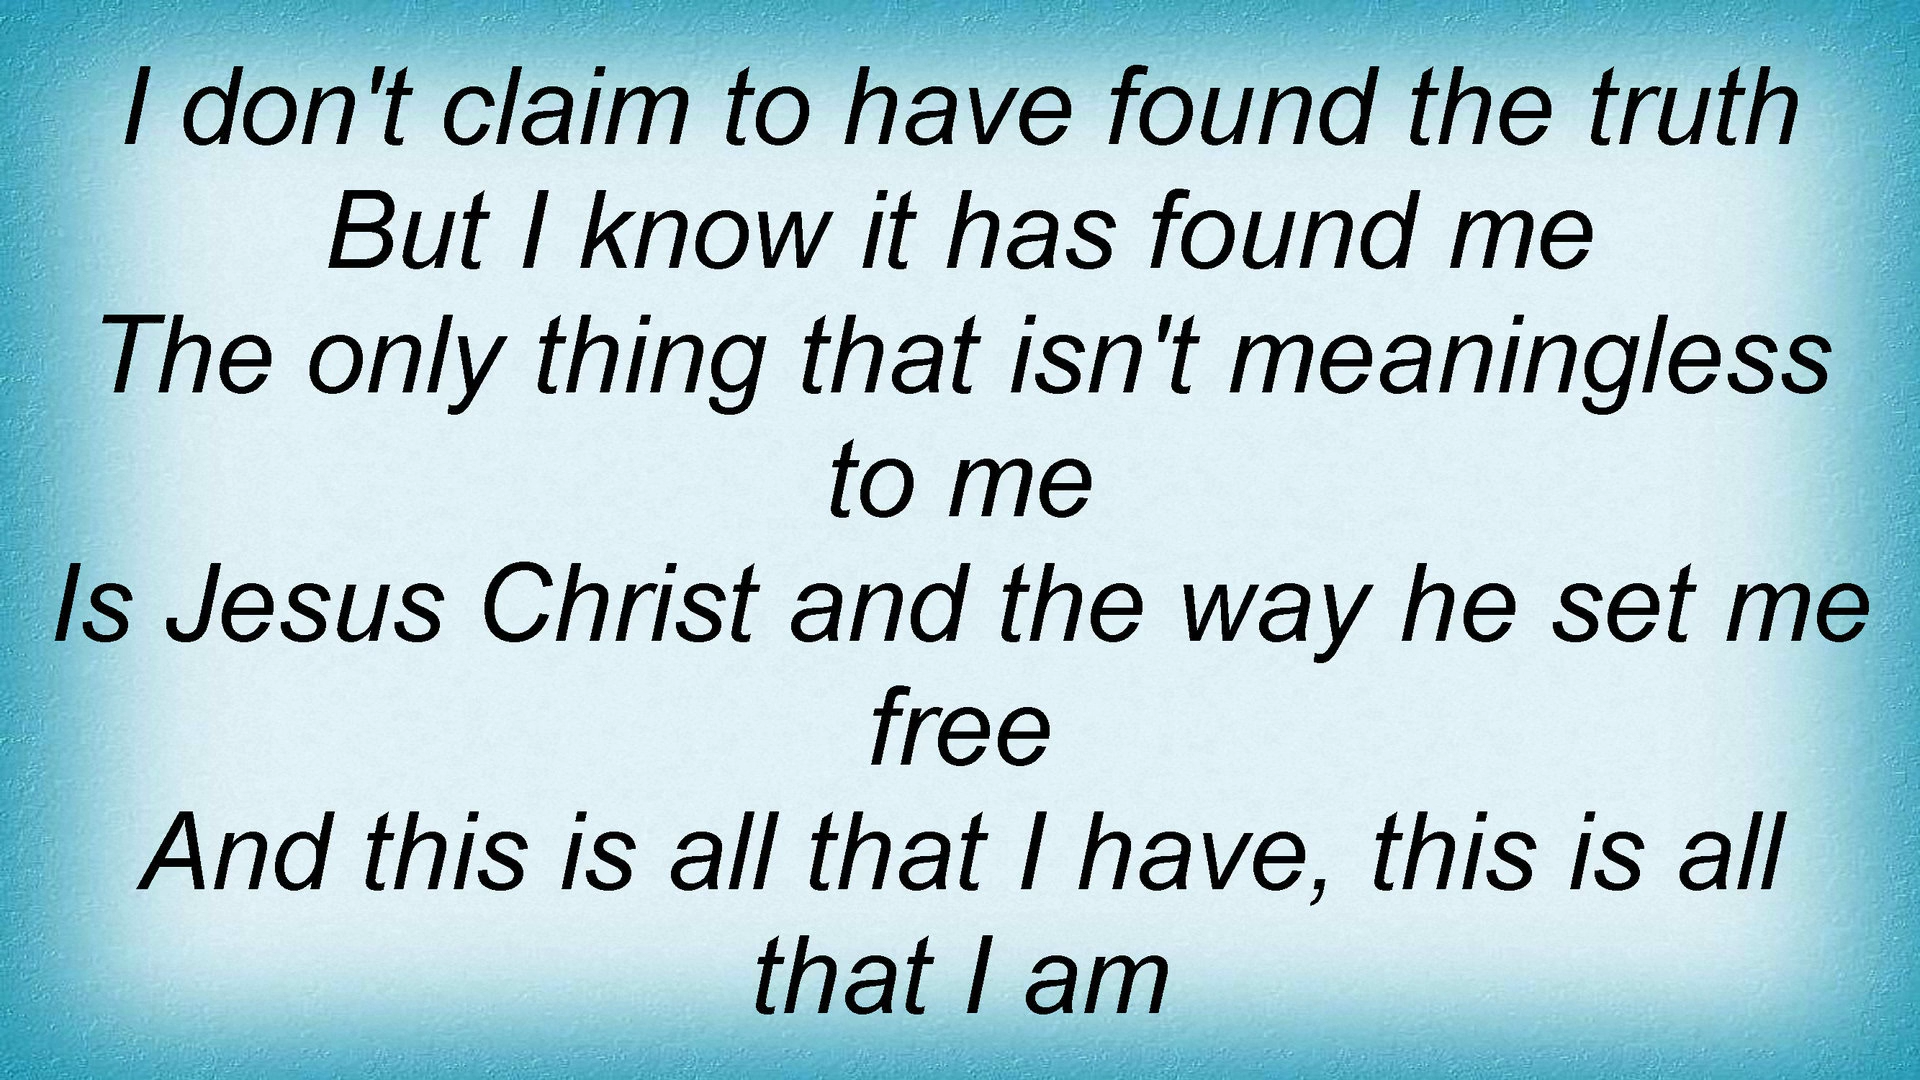 I don't claim to have found the truth
But I know it has found me
The only thing that isn't meaningless
to me
Is Jesus Christ and the way he set me
free
And this is all that I have, this is all
that I am